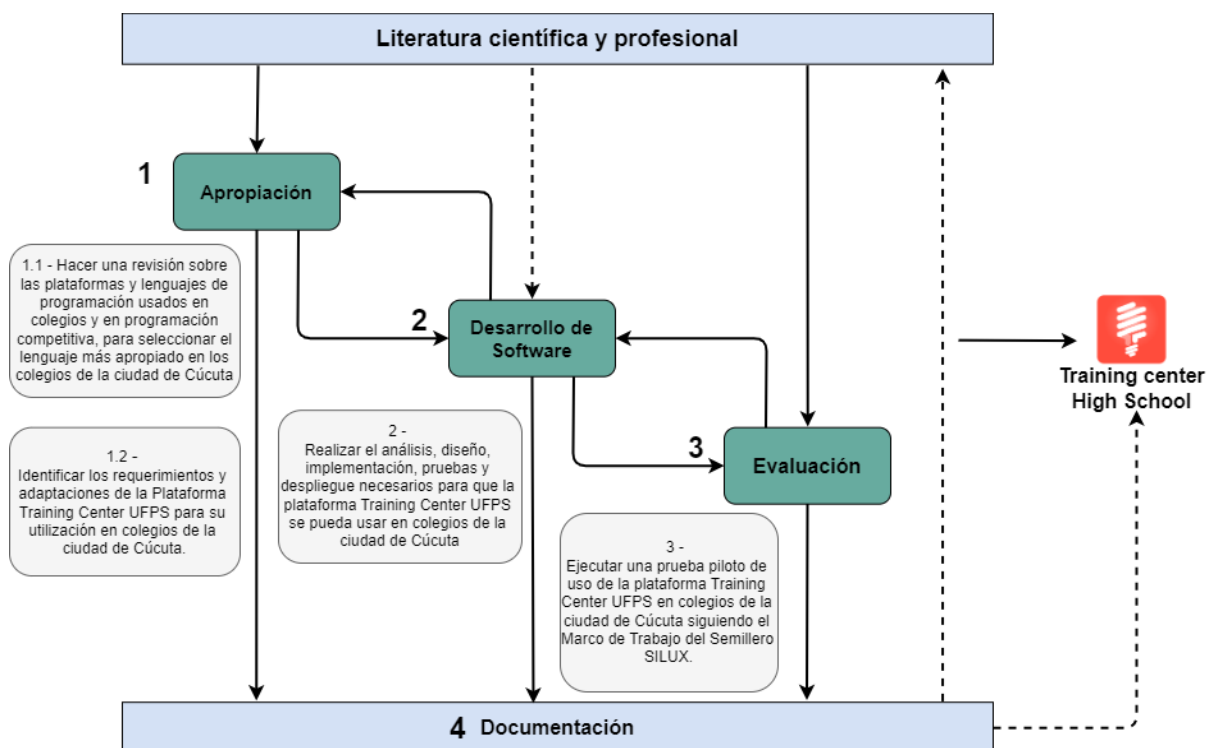 Literatura científica y profesional
1
Apropiación
1.1 - Hacer una revisión sobre
las plataformas y lenguajes de
programación usados en
colegios y en programación
competitiva, para seleccionar el
lenguaje más apropiado en los
colegios de la ciudad de Cúcuta
1.2 -
Identificar los requerimientos y
adaptaciones de la Plataforma
Training Center UFPS para su
utilización en colegios de la
ciudad de Cúcuta.
2
Desarrollo de
Software
2 -
Realizar el análisis, diseño,
implementación, pruebas y
despliegue necesarios para que la
plataforma Training Center UFPS
se pueda usar en colegios de la
ciudad de Cúcuta
3
Evaluación
3 -
Ejecutar una prueba piloto de
uso de la plataforma Training
Center UFPS en colegios de la
ciudad de Cúcuta siguiendo el
Marco de Trabajo del Semillero
SILUX.
Training center
High School
4 Documentación